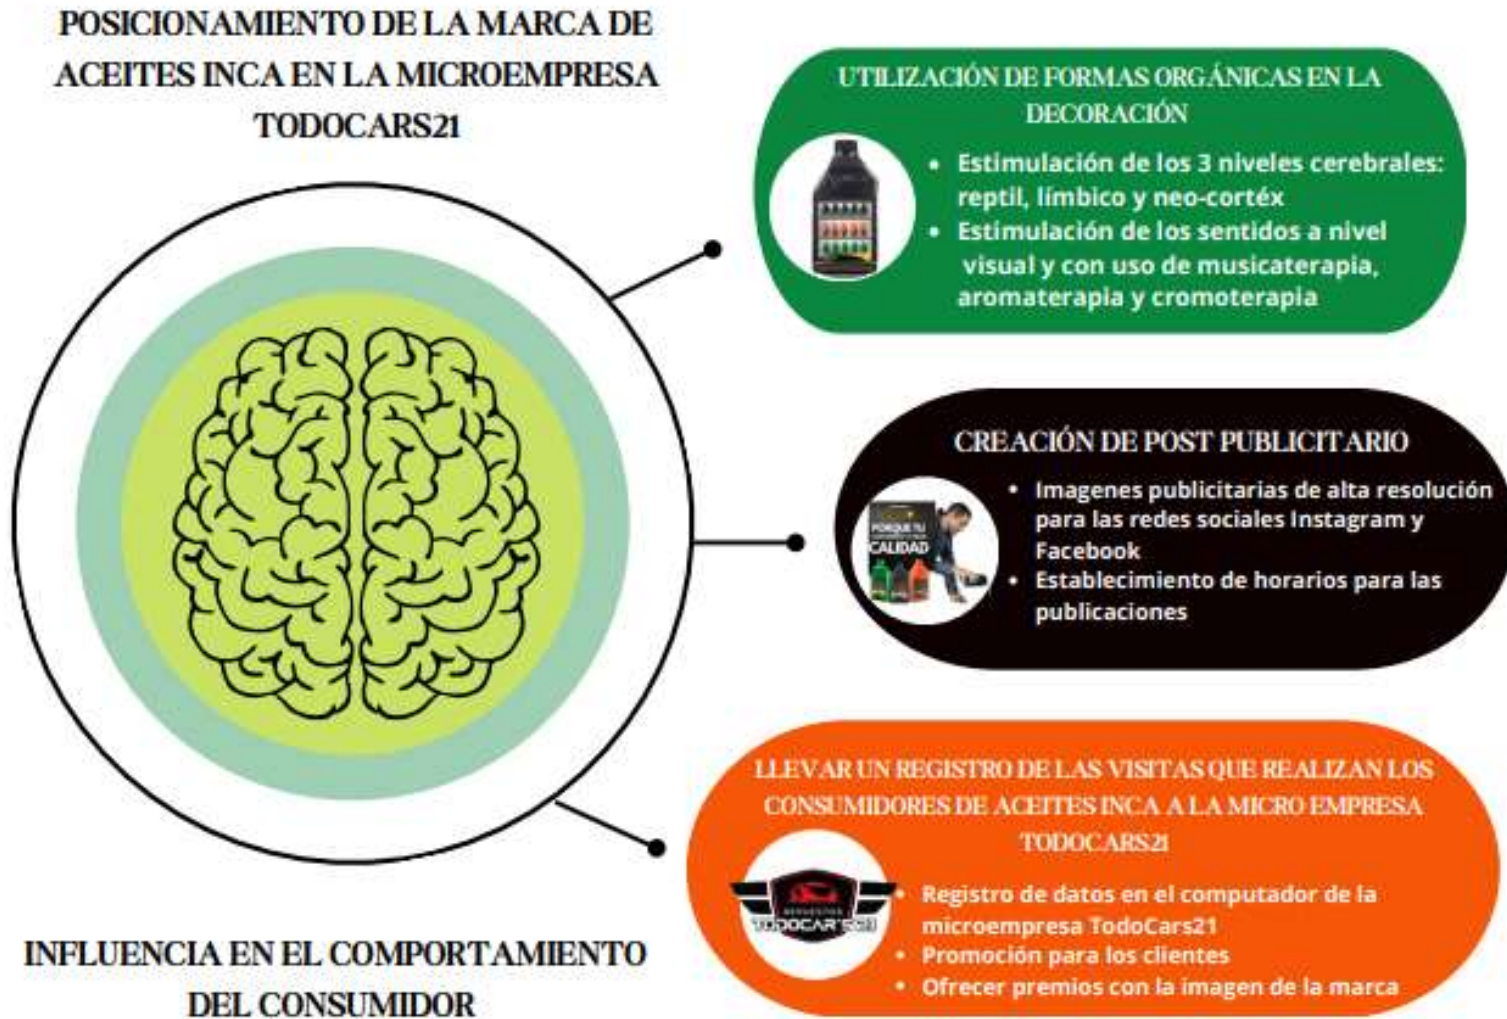 POSICIONAMIENTO DE LA MARCA DE
ACEITES INCA EN LA MICROEMPRESA
TODOCARS21
UTILIZACIÓN DE FORMAS ORGÁNICAS EN LA
DECORACIÓN
• Estimulación de los 3 niveles cerebrales:
reptil, límbico y neo-cortéx
• Estimulación de los sentidos a nivel
visual y con uso de musicaterapia,
aromaterapia y cromoterapia
CREACIÓN DE POST PUBLICITARIO
PORQUE TU
CALIDAD
• Imagenes publicitarias de alta resolución
para las redes sociales Instagram y
Facebook
• Establecimiento de horarios para las
publicaciones
LLEVAR UN REGISTRO DE LAS VISITAS QUE REALIZAN LOS
CONSUMIDORES DE ACEITES INCA A LA MICRO EMPRESA
TODOCARS21
• Registro de datos en el computador de la
microempresa TodoCars21
• Promoción para los clientes
• Ofrecer premios con la imagen de la marca
INFLUENCIA EN EL COMPORTAMIENTO
DEL CONSUMIDOR